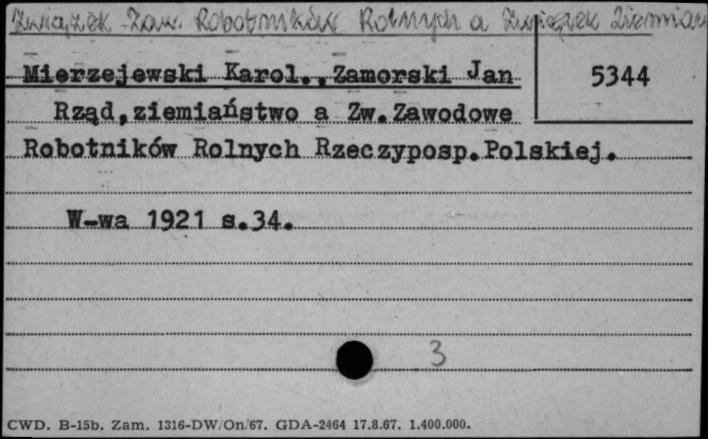 Związek Zaw. Robotników Rolnych a Związek Ziemian
Mierzejewski Karol., Zamorski Jan
5344
Rząd,ziemiaństwo a Zw.Zawodowe
Robotników Rolnych Rzeczyposp.Polskiej.
W-wa 1921 s.34.
3
CWD. B-15b. Zam. 1316-DW/On/67. GDA-2464 17.8.67. 1.400.000.